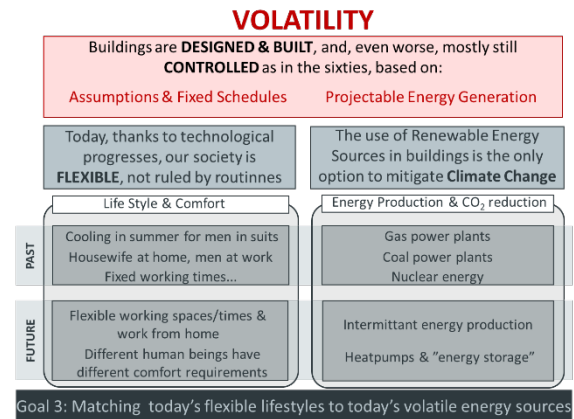 VOLATILITY
Buildings are DESIGNED & BUILT, and, even worse, mostly still
CONTROLLED as in the sixties, based on:
Assumptions & Fixed Schedules
Projectable Energy Generation
Today, thanks to technological
progresses, our society is
FLEXIBLE, not ruled by routinnes
The use of Renewable Energy
Sources in buildings is the only
option to mitigate Climate Change
Life Style & Comfort
Energy Production & CO₂ reduction
PAST
Cooling in summer for men in suits
Housewife at home, men at work
Fixed working times...
Gas power plants
Coal power plants
Nuclear energy
FUTURE
Flexible working spaces/times &
work from home
Different human beings have
different comfort requirements
Intermittant energy production
Heatpumps & "energy storage"
Goal 3: Matching today's flexible lifestyles to today's volatile energy sources